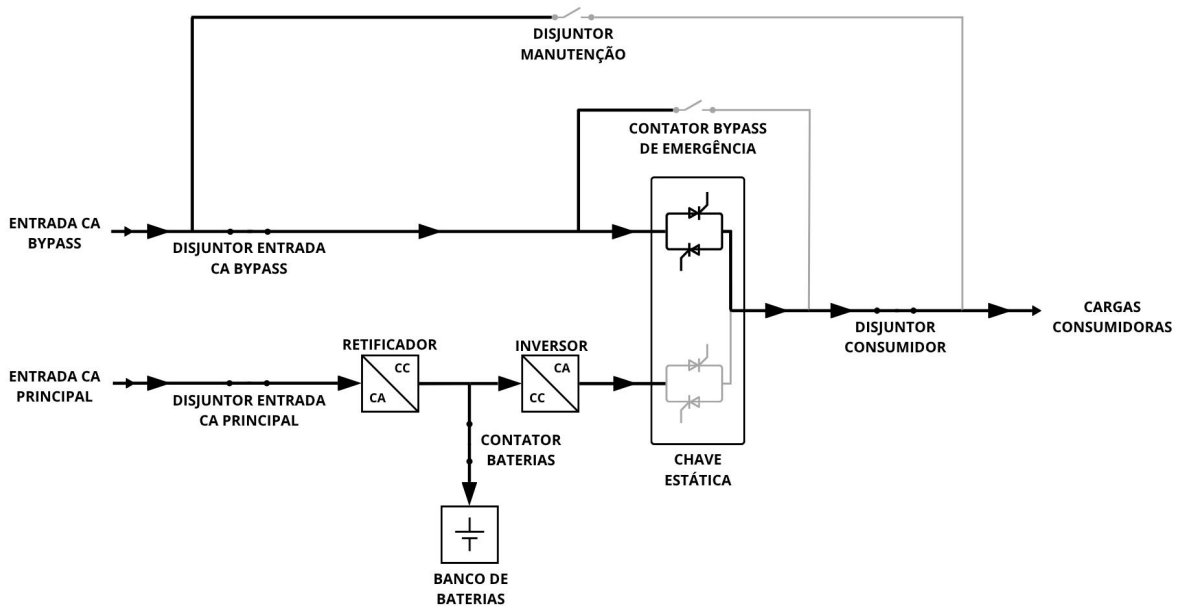 DISJUNTOR
MANUTENÇÃO
CONTATOR BYPASS
DE EMERGÊNCIA
ENTRADA CA
BYPASS
DISJUNTOR ENTRADA
CA BYPASS
CARGAS
CONSUMIDORAS
DISJUNTOR
CONSUMIDOR
RETIFICADOR
CC
CA
INVERSOR
CA
CC
ENTRADA CA
PRINCIPAL
DISJUNTOR ENTRADA
CA PRINCIPAL
CONTATOR
BATERIAS
CHAVE
ESTÁTICA
BANCO DE
BATERIAS